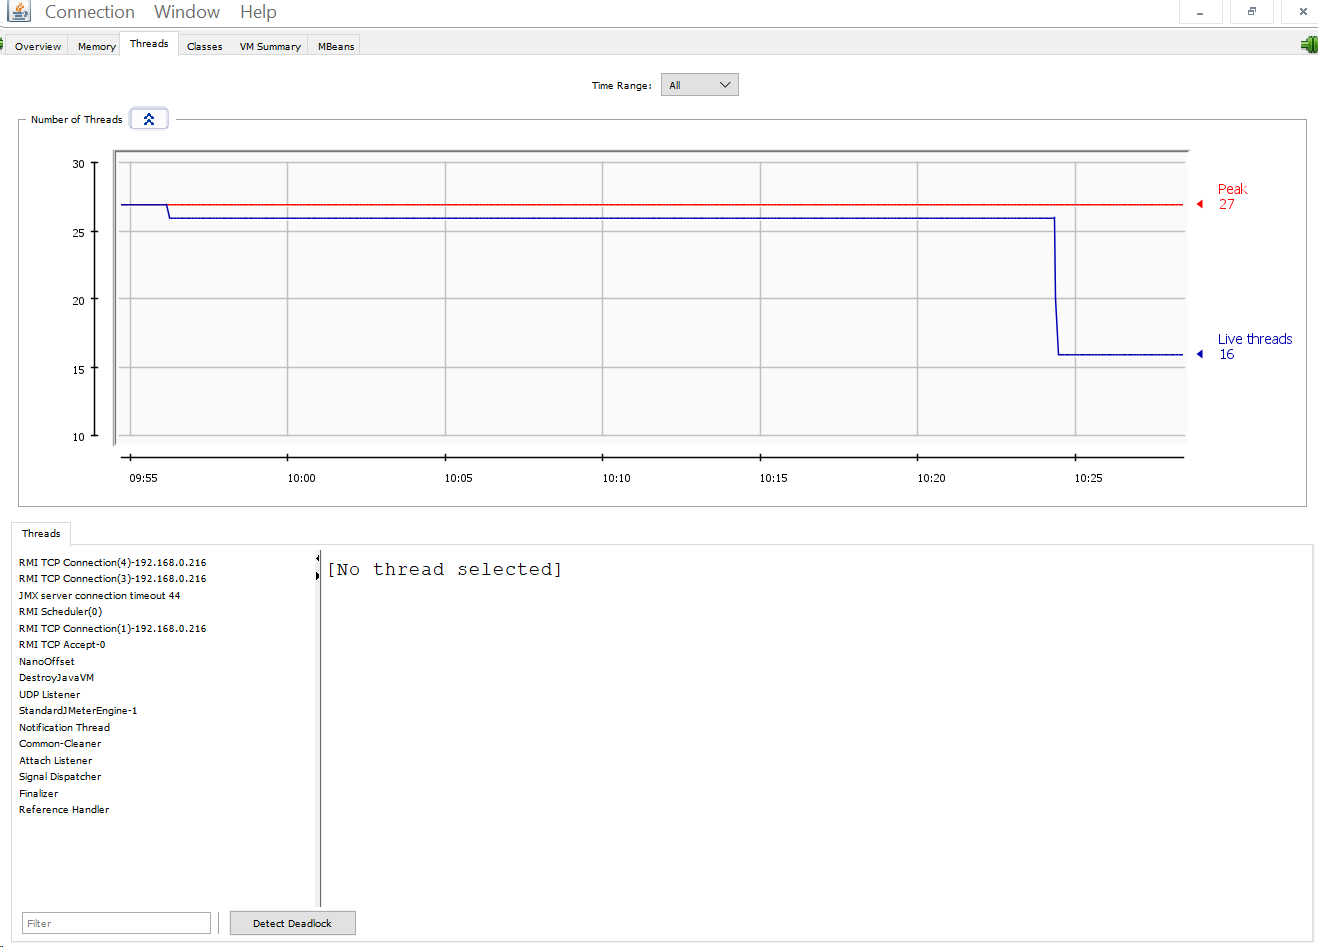 Connection Window Help
Overview Memory Threads Classes VM Summary MBeans
Time Range: All
Number of Threads
30
25
20
15
10
Peak
27
Live threads
16
09:55 10:00 10:05 10:10 10:15 10:20 10:25
Threads
RMI TCP Connection(4)-192.168.0.216
RMI TCP Connection(3)-192.168.0.216
JMX server connection timeout 44
RMI Scheduler(0)
RMI TCP Connection(1)-192.168.0.216
RMI TCP Accept-0
NanoOffset
DestroyJavaVM
UDP Listener
StandardJMeterEngine-1
Notification Thread
Common-Cleaner
Attach Listener
Signal Dispatcher
Finalizer
Reference Handler
[No thread selected]
Filter
Detect Deadlock